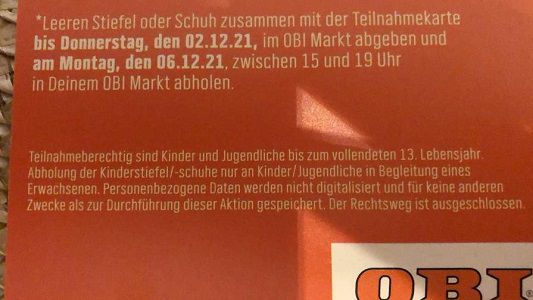 *Leeren Stiefel oder Schuh zusammen mit der Teilnahmekarte
bis Donnerstag, den 02.12.21, im OBI Markt abgeben und
am Montag, den 06.12.21, zwischen 15 und 19 Uhr
in Deinem OBI Markt abholen.
Teilnahmeberechtig sind Kinder und Jugendliche bis zum vollendeten 13. Lebensjahr.
Abholung der Kinderstiefel/-schuhe nur an Kinder/Jugendliche in Begleitung eines
Erwachsenen. Personenbezogene Daten werden nicht digitalisiert und für keine anderen
Zwecke als zur Durchführung dieser Aktion gespeichert. Der Rechtsweg ist ausgeschlossen.
OBI®